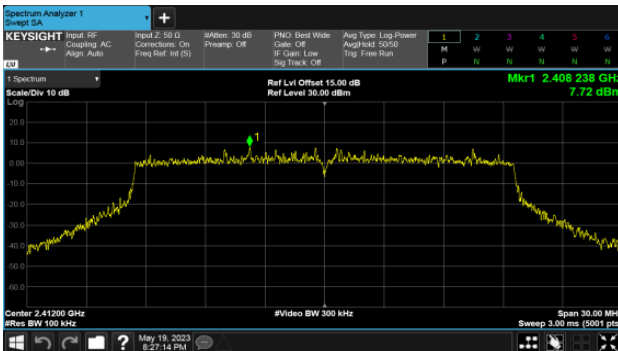 Spectrum Analyzer 1
Swept SA
+
KEYSIGHT
Input: RF
Coupling: AC
Align: Auto
Input Z: 50 Ω
Corrections: On
Freq Ref: Int (S)
#Atten: 30 dB
Preamp: Off
PNO: Best Wide
Gate: Off
IF Gain: Low
Sig Track: Off
Avg Type: Log-Power
Avg|Hold: 50/50
Trig: Free Run
1 2 3 4 5 6
M W W W W W
P N N N N N
LXI
1 Spectrum
Scale/Div 10 dB
Ref Lvl Offset 15.00 dB
Ref Level 30.00 dBm
Mkr1 2.408 238 GHz
7.72 dBm
Log
20.0
10.0
0.00
-10.0
-20.0
-30.0
-40.0
-50.0
-60.0
1
Center 2.41200 GHz
#Res BW 100 kHz
#Video BW 300 kHz
Span 30.00 MH
Sweep 3.00 ms (5001 pts
?
May 19, 2023
8:27:14 PM